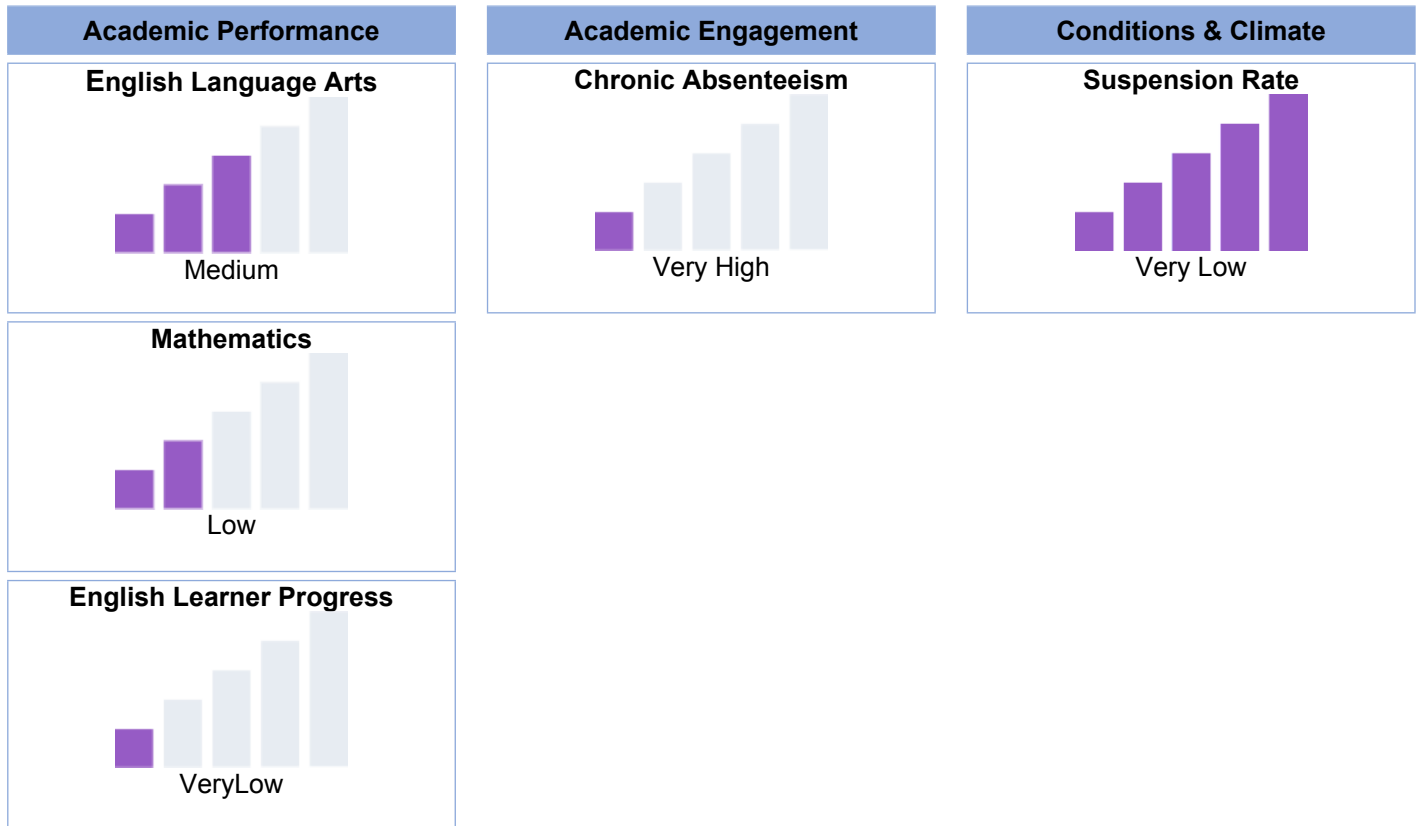 Academic Performance
English Language Arts
Medium
Mathematics
Low
English Learner Progress
VeryLow
Academic Engagement
Chronic Absenteeism
Very High
Conditions & Climate
Suspension Rate
Very Low